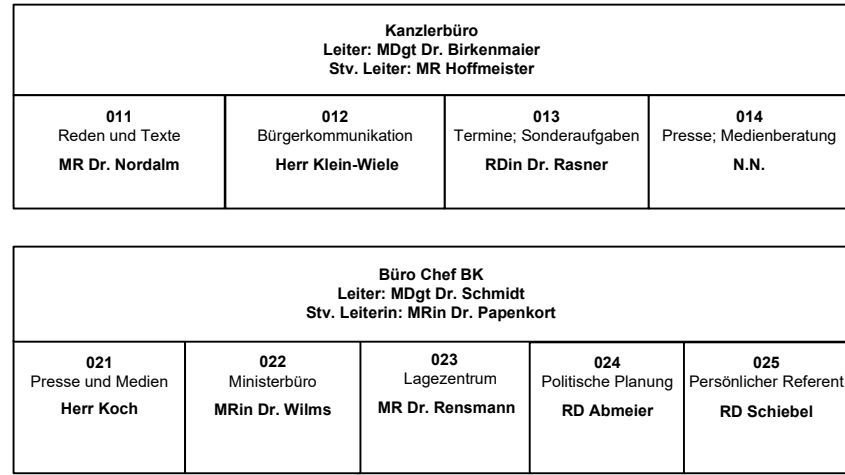 Kanzlerbüro
Leiter: MDgt Dr. Birkenmaier
Stv. Leiter: MR Hoffmeister
011
Reden und Texte
MR Dr. Nordalm
012
Bürgerkommunikation
Herr Klein-Wiele
013
Termine; Sonderaufgaben
RDin Dr. Rasner
014
Presse; Medienberatung
N.N.
Büro Chef BK
Leiter: MDgt Dr. Schmidt
Stv. Leiterin: MRin Dr. Papenkort
021
Presse und Medien
Herr Koch
022
Ministerbüro
MRin Dr. Wilms
023
Lagezentrum
MR Dr. Rensmann
024
Politische Planung
RD Abmeier
025
Persönlicher Referent
RD Schiebel